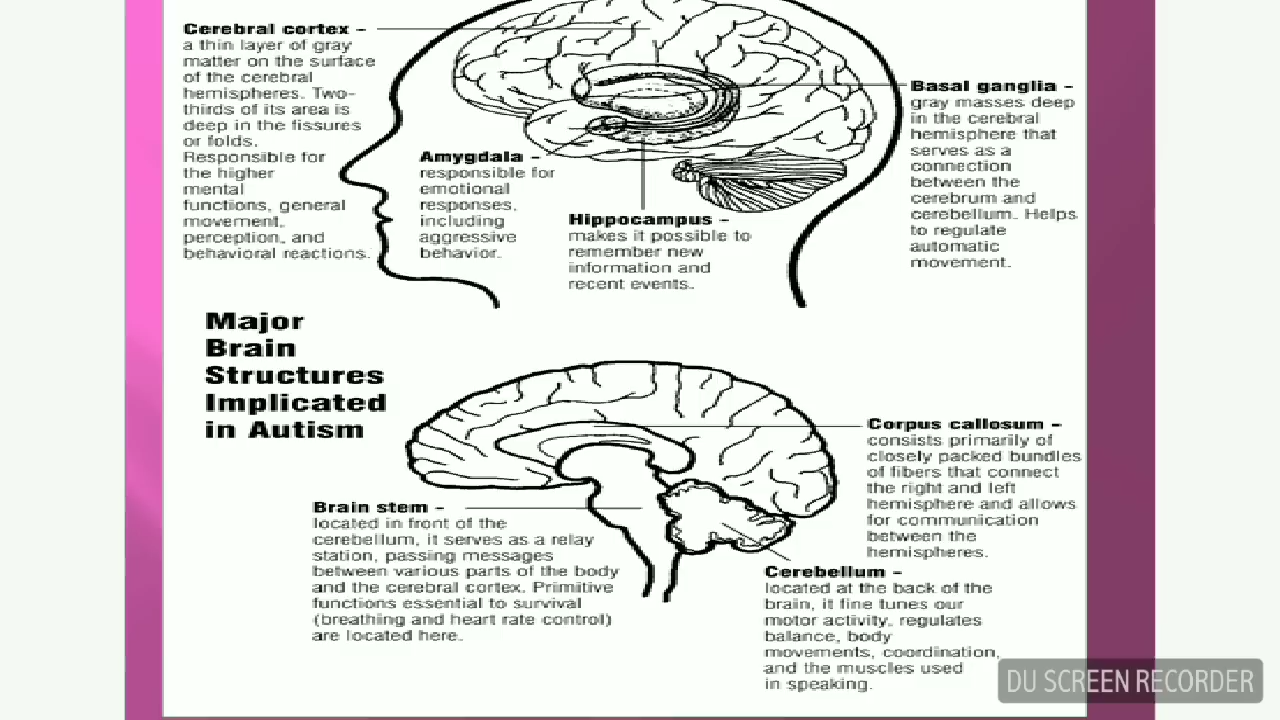 Cerebral cortex –
a thin layer of gray
matter on the surface
of the cerebral
hemispheres. Two-
thirds of its area is
deep in the fissures
or folds.
Responsible for
the higher
mental
functions, general
movement,
perception, and
behavioral reactions.
Amygdala –
responsible for
emotional
responses,
including
aggressive
behavior.
Hippocampus –
makes it possible to
remember new
information and
recent events.
Basal ganglia –
gray masses deep
in the cerebral
hemisphere that
serves as a
connection
between the
cerebrum and
cerebellum. Helps
to regulate
automatic
movement.
Major
Brain
Structures
Implicated
in Autism
Brain stem –
located in front of the
cerebellum, it serves as a relay
station, passing messages
between various parts of the body
and the cerebral cortex. Primitive
functions essential to survival
(breathing and heart rate control)
are located here.
Corpus callosum –
consists primarily of
closely packed bundles
of fibers that connect
the right and left
hemisphere and allows
for communication
between the
hemispheres.
Cerebellum –
located at the back of the
brain, it fine tunes our
motor activity, regulates
balance, body
movements, coordination,
and the muscles used
in speaking.
DU SCREEN RECORDER